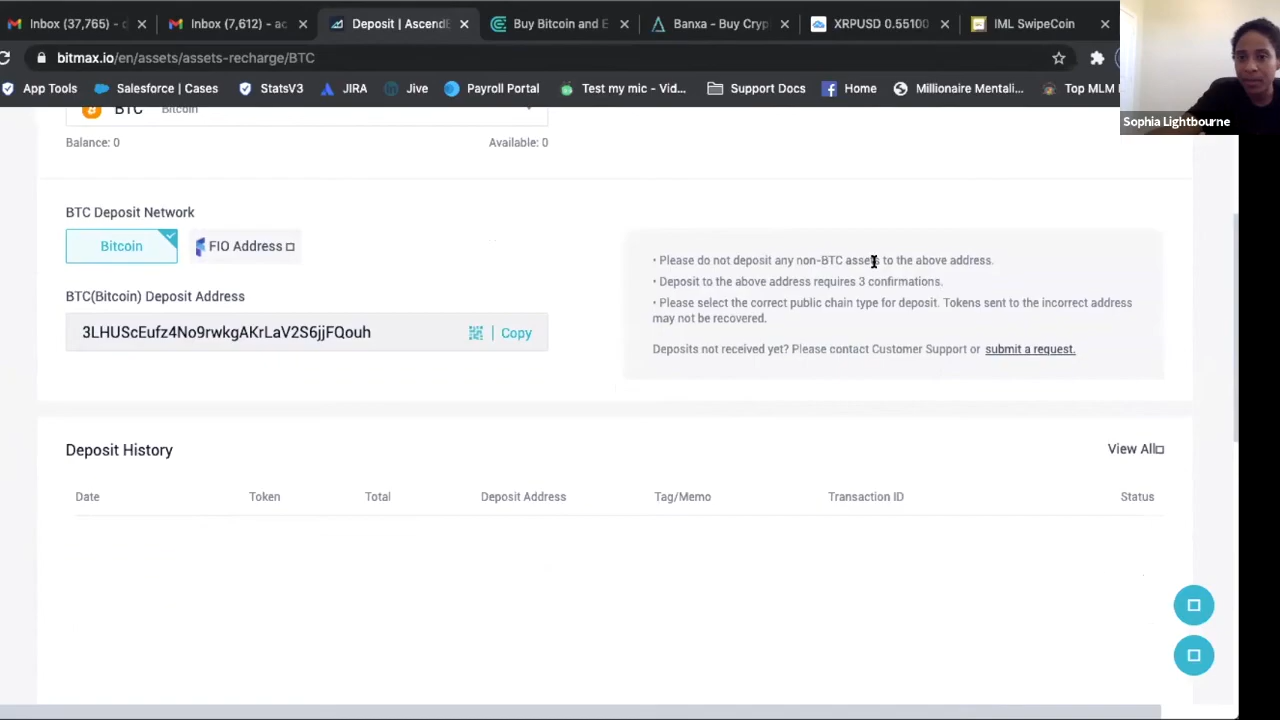 Inbox (37,765) - c
Inbox (7,612) - ac
Deposit | AscendE
Buy Bitcoin and E
Banxa - Buy Cryp
XRPUSD 0.55100
IML SwipeCoin
bitmax.io/en/assets/assets-recharge/BTC
App Tools
Salesforce | Cases
StatsV3
JIRA
Jive
Payroll Portal
Test my mic - Vid...
Support Docs
Home
Millionaire Mentali...
Top MLM
Sophia Lightbourne
BTC Bitcoin
Balance: 0
Available: 0
BTC Deposit Network
Bitcoin
FIO Address
BTC(Bitcoin) Deposit Address
3LHUScEufz4No9rwkgAKrLaV2S6jjFQouh
Copy
• Please do not deposit any non-BTC assets to the above address.
• Deposit to the above address requires 3 confirmations.
• Please select the correct public chain type for deposit. Tokens sent to the incorrect address
may not be recovered.
Deposits not received yet? Please contact Customer Support or submit a request.
Deposit History
View All
Date
Token
Total
Deposit Address
Tag/Memo
Transaction ID
Status